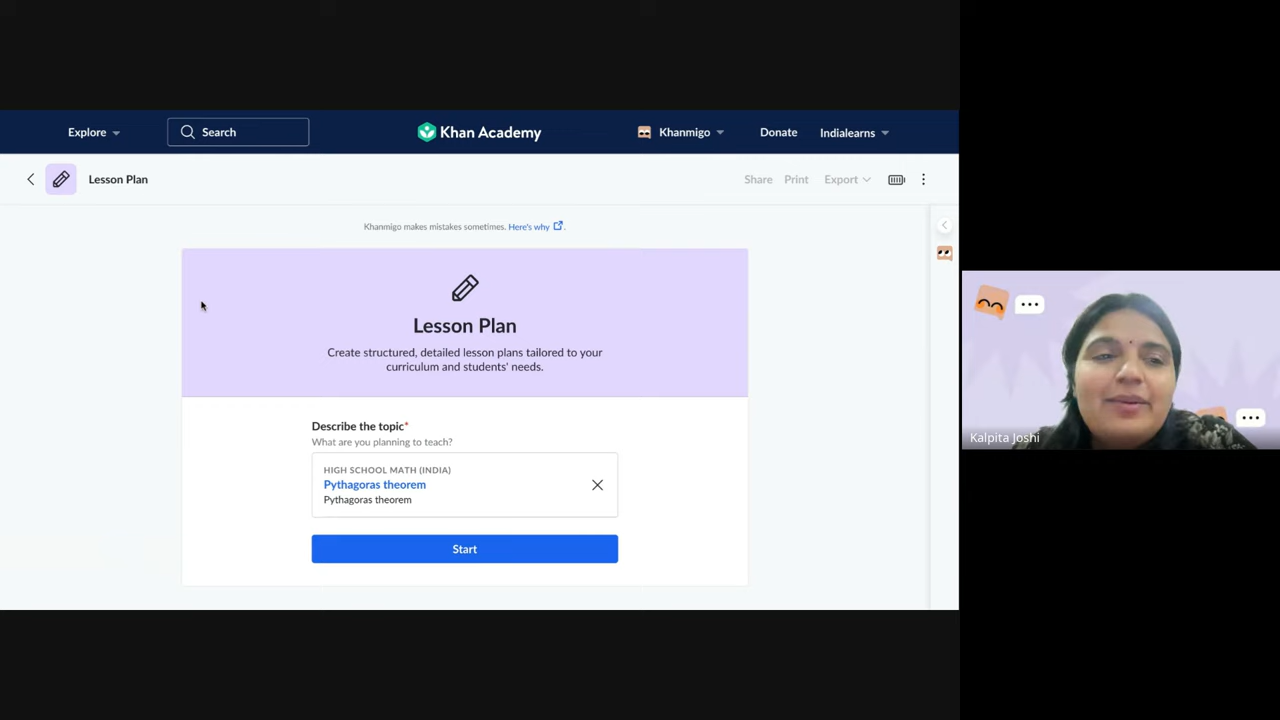 Explore
Search
Khan Academy
Khanmigo
Donate
Indialearns
Lesson Plan
Share
Print
Export
Khanmigo makes mistakes sometimes. Here's why.
Lesson Plan
Create structured, detailed lesson plans tailored to your
curriculum and students' needs.
Describe the topic*
What are you planning to teach?
HIGH SCHOOL MATH (INDIA)
Pythagoras theorem
Pythagoras theorem
Start
Kalpita Joshi